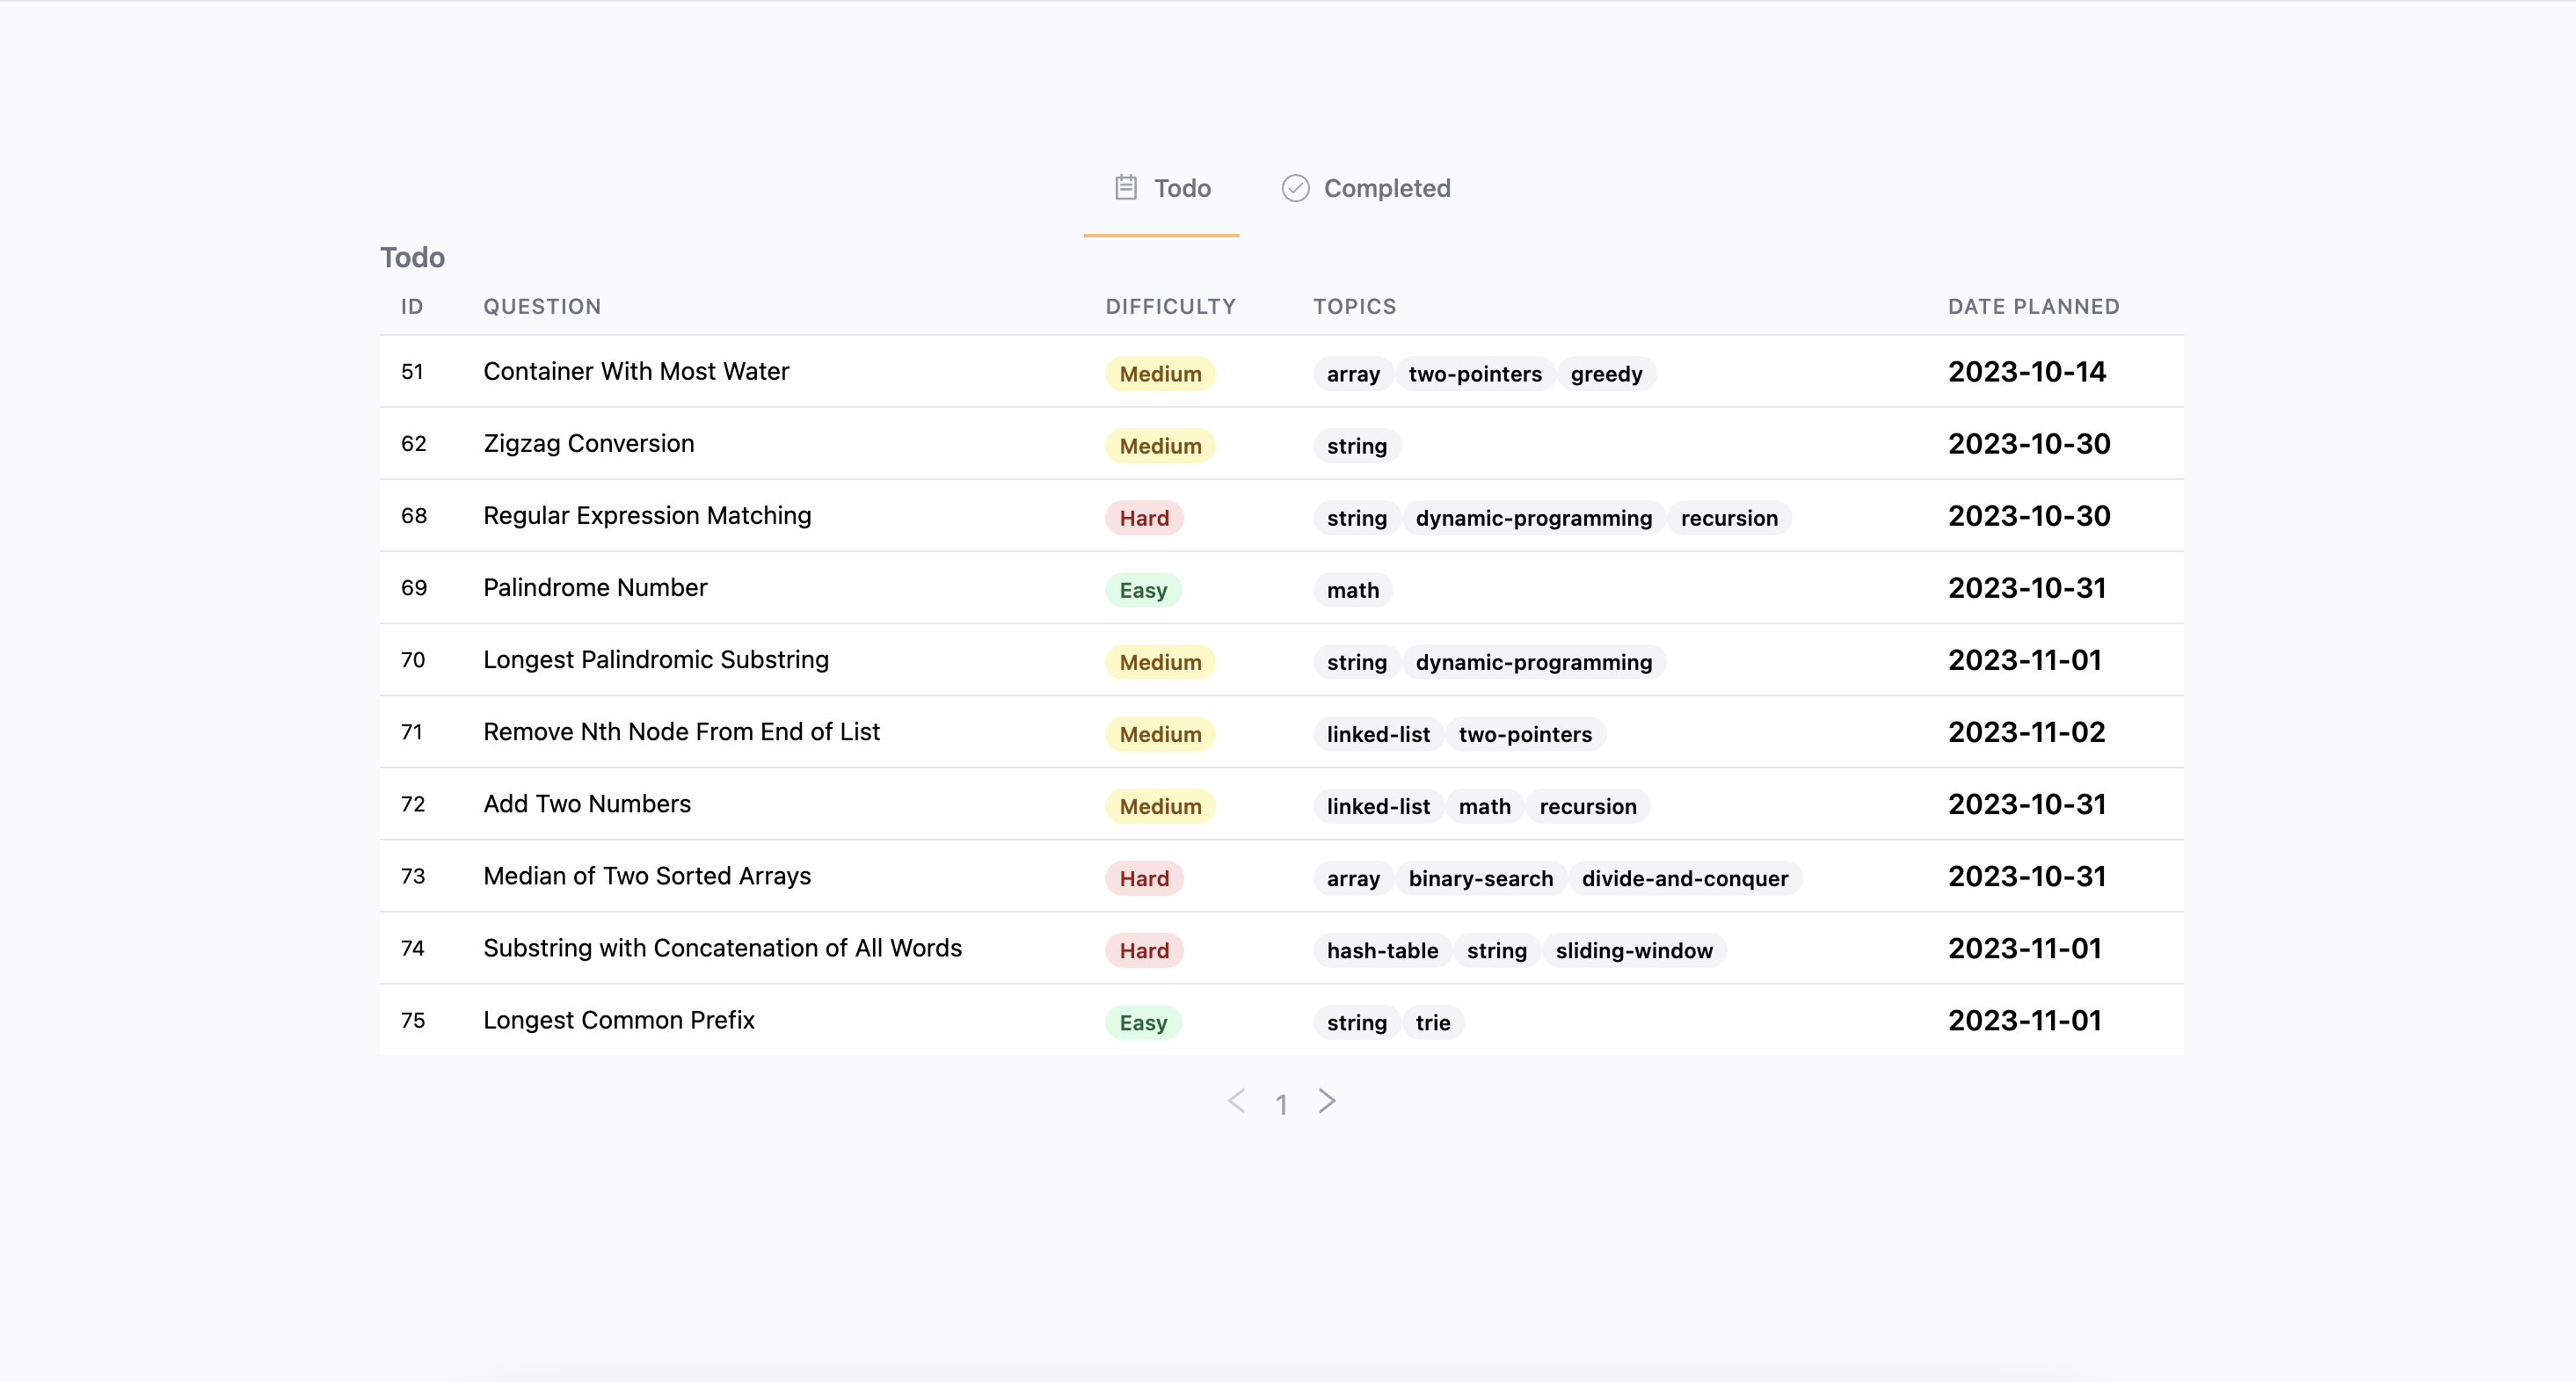 Todo Completed
Todo
ID QUESTION DIFFICULTY TOPICS DATE PLANNED
51 Container With Most Water Medium array two-pointers greedy 2023-10-14
62 Zigzag Conversion Medium string 2023-10-30
68 Regular Expression Matching Hard string dynamic-programming recursion 2023-10-30
69 Palindrome Number Easy math 2023-10-31
70 Longest Palindromic Substring Medium string dynamic-programming 2023-11-01
71 Remove Nth Node From End of List Medium linked-list two-pointers 2023-11-02
72 Add Two Numbers Medium linked-list math recursion 2023-10-31
73 Median of Two Sorted Arrays Hard array binary-search divide-and-conquer 2023-10-31
74 Substring with Concatenation of All Words Hard hash-table string sliding-window 2023-11-01
75 Longest Common Prefix Easy string trie 2023-11-01
1